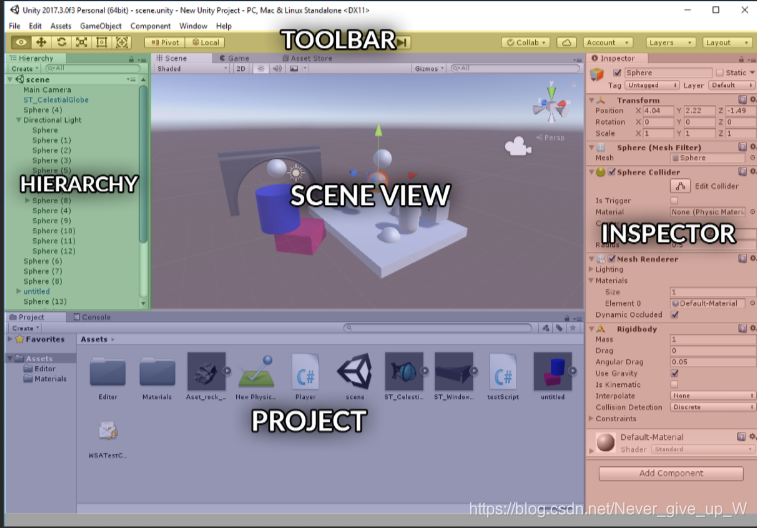 Unity 2017.3.0f3 Personal (64bit) - scene.unity - New Unity Project - PC, Mac & Linux Standalone <DX11>
File Edit Assets GameObject Component Window Help
Pivot Local TOOLBAR Collab Account Layers Layout
Hierarchy
Create All
scene
Main Camera
ST_CelestialGlobe
Sphere (4)
Directional Light
Sphere
Sphere (1)
Sphere (2)
Sphere (3)
Sphere (5)
HIERARCHY
Sphere (8)
Sphere (4)
Sphere (9)
Sphere (10)
Sphere (11)
Sphere (12)
Sphere (6)
Sphere (7)
Sphere (8)
untitled
Sphere (13)
Scene Game Asset Store
Shaded 2D Gizmos All
Persp
SCENE VIEW
Inspector
Sphere Static
Tag Untagged Layer Default
Transform
Position X 4.04 Y 2.22 Z -1.49
Rotation X 0 Y 0 Z 0
Scale X 1 Y 1 Z 1
Sphere (Mesh Filter)
Mesh Sphere
Sphere Collider
Edit Collider
Is Trigger
Material None (Physic Materi
INSPECTOR
Radius
Mesh Renderer
Lighting
Materials
Size 1
Element 0 Default-Material
Dynamic Occluded
Rigidbody
Mass 1
Drag 0
Angular Drag 0.05
Use Gravity
Is Kinematic
Interpolate None
Collision Detection Discrete
Constraints
Default-Material
Shader Standard
Add Component
Project Console
Create
Favorites
Assets
Editor
Materials
Assets
Editor Materials Aset_rock_... New Physic... Player scene ST_Celesti... ST_Window... testScript untitled
PROJECT
WSATestC...
https://blog.csdn.net/Never_give_up_W